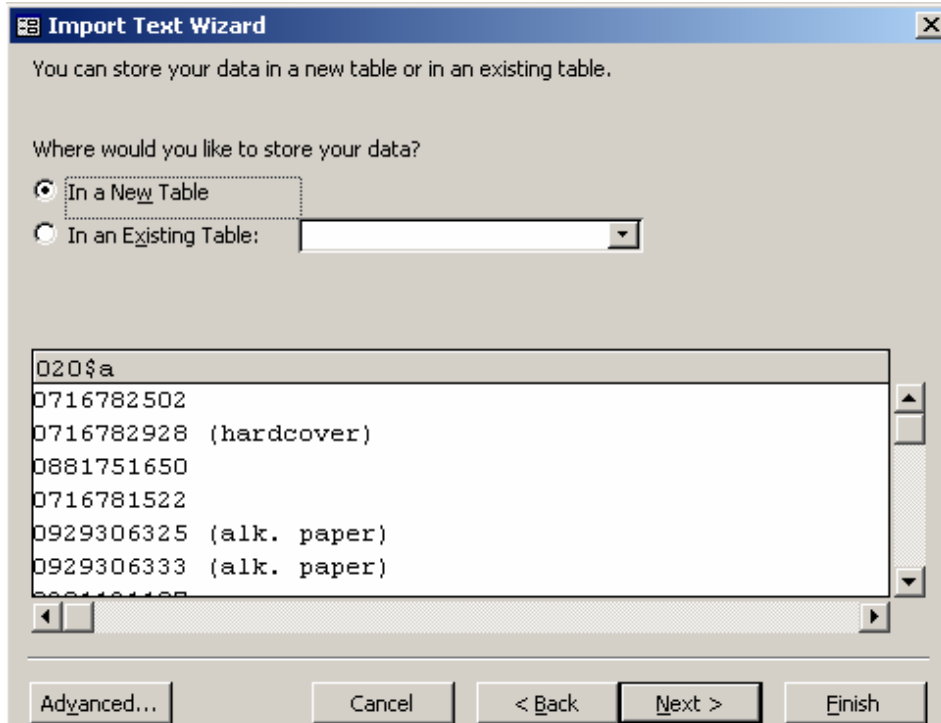 Import Text Wizard
You can store your data in a new table or in an existing table.
Where would you like to store your data?
In a New Table
In an Existing Table:
020$a
0716782502
0716782928 (hardcover)
0881751650
0716781522
0929306325 (alk. paper)
0929306333 (alk. paper)
Advanced... Cancel < Back Next > Finish